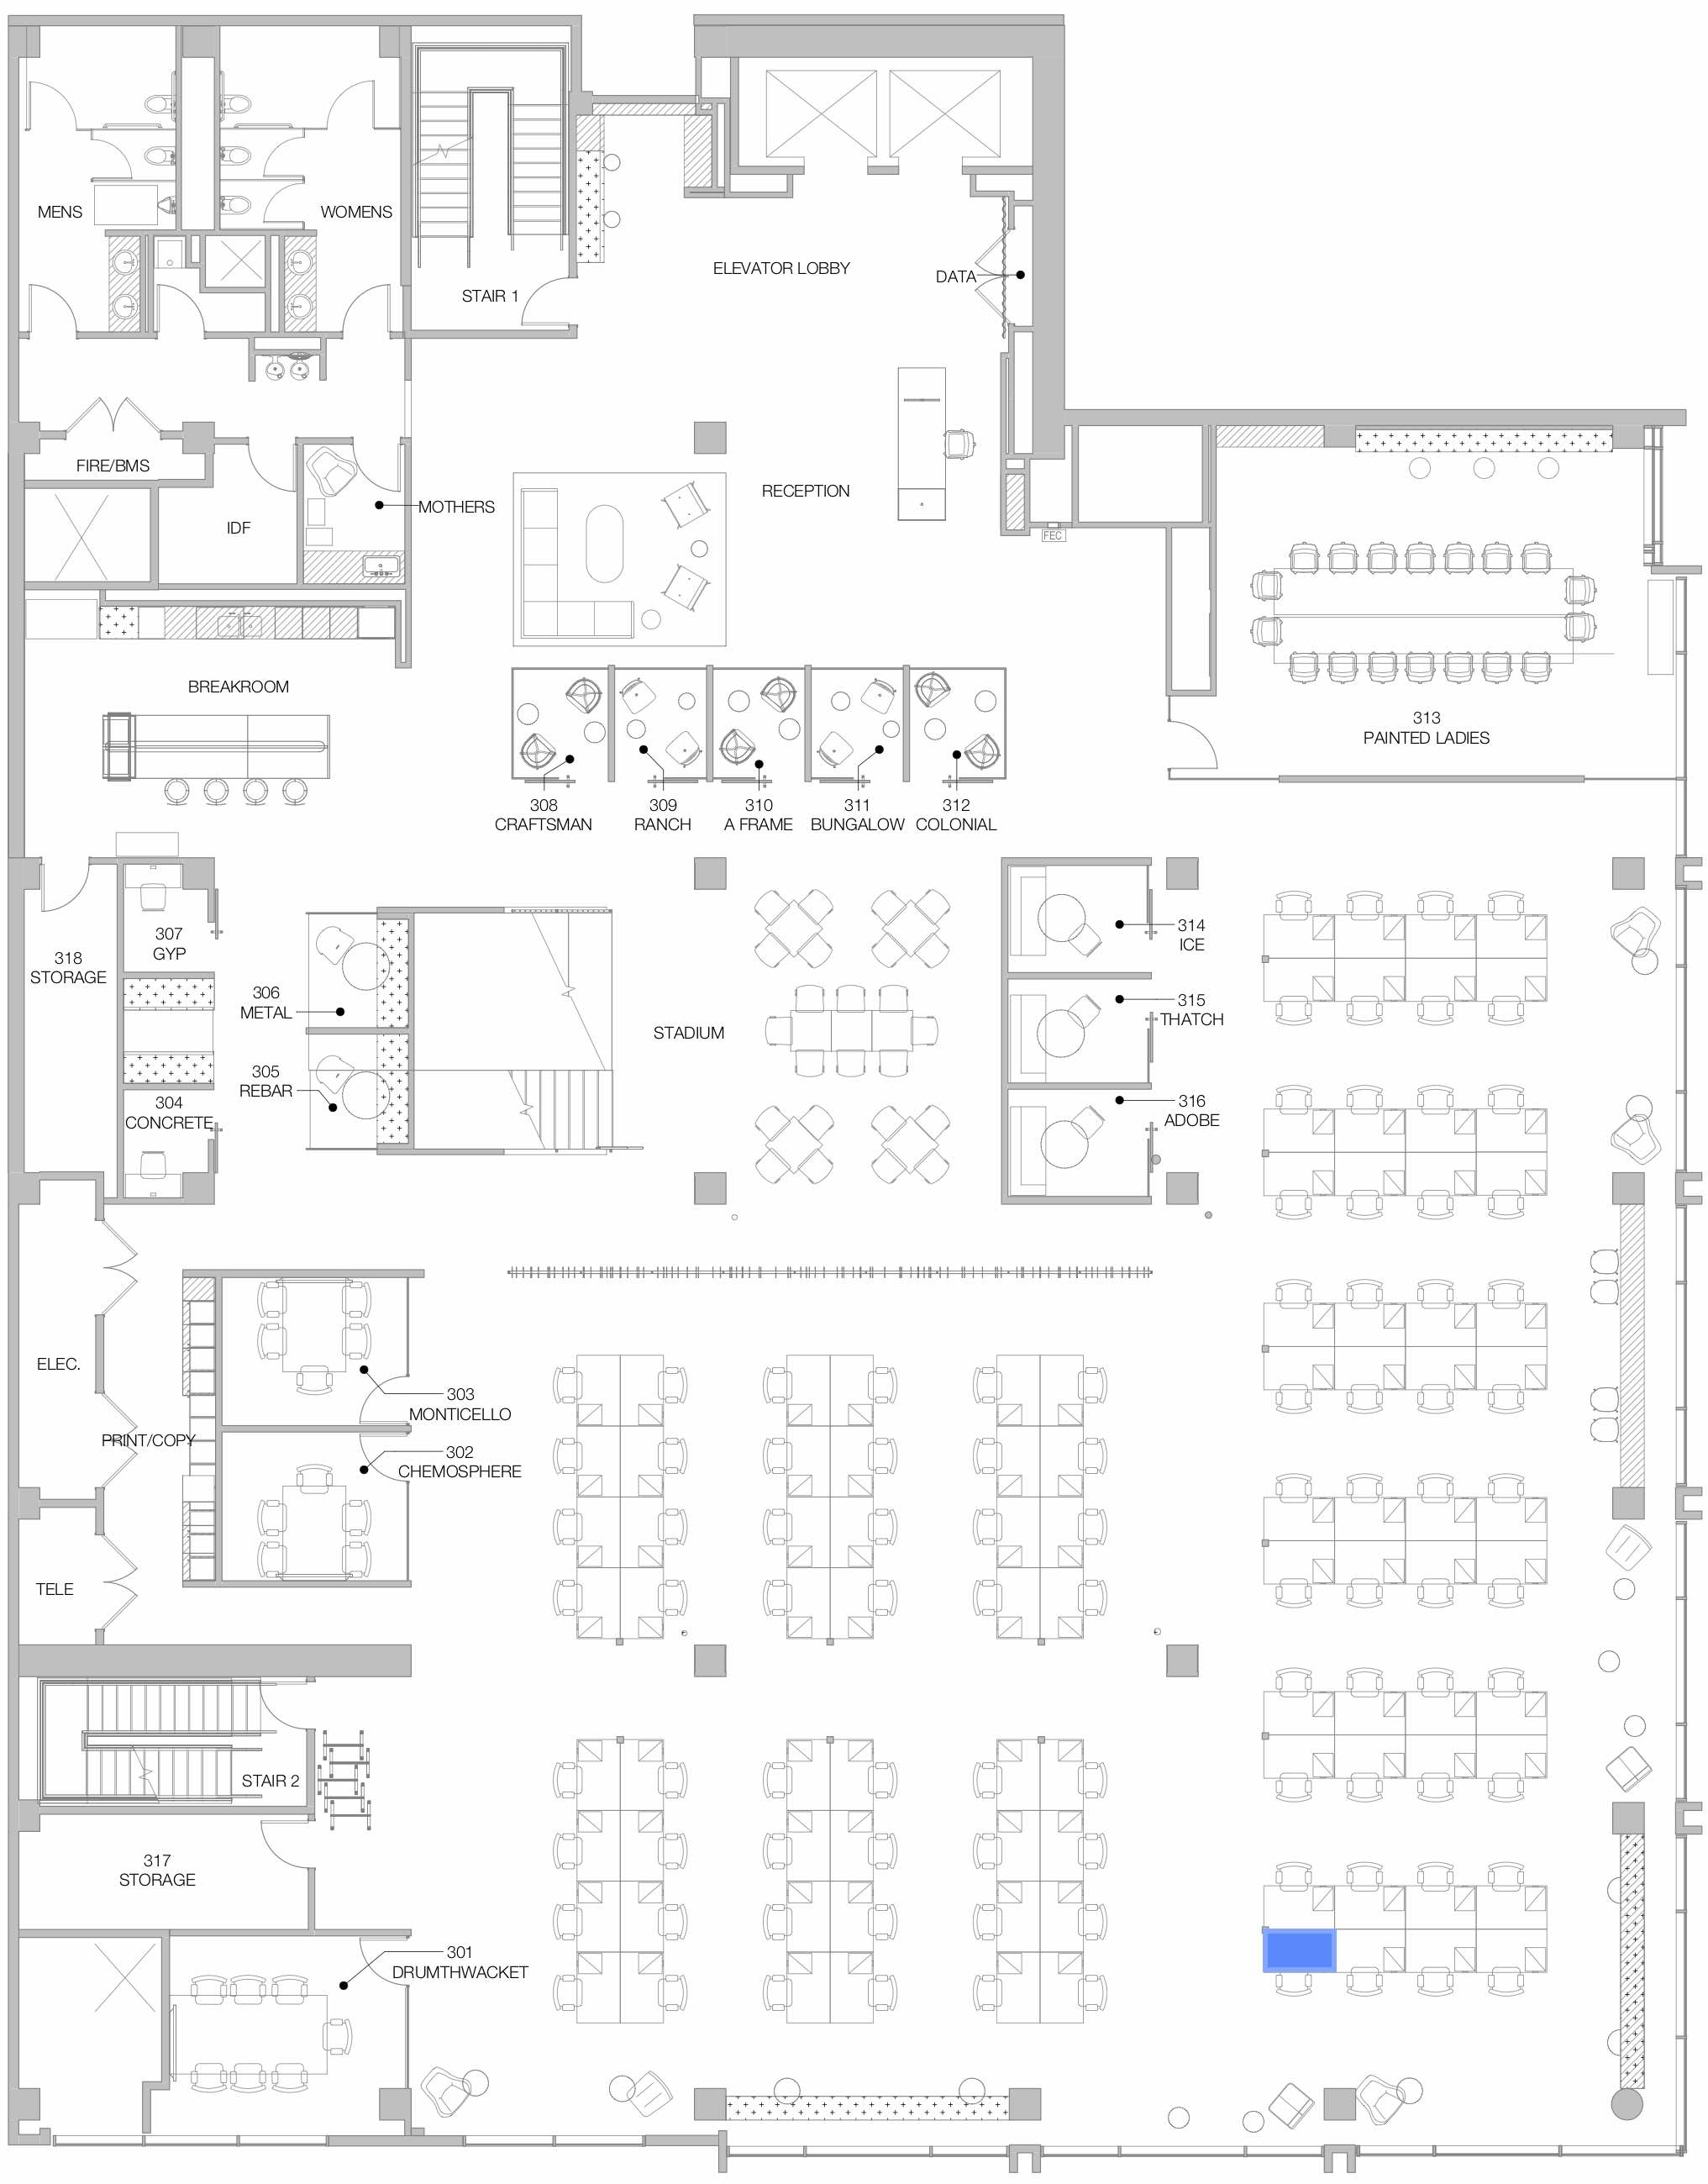 MENS
WOMENS
STAIR 1
ELEVATOR LOBBY
DATA
FIRE/BMS
IDF
MOTHERS
RECEPTION
FEC
BREAKROOM
313
PAINTED LADIES
308
CRAFTSMAN
309
RANCH
310
A FRAME
311
BUNGALOW
312
COLONIAL
318
STORAGE
307
GYP
306
METAL
305
REBAR
304
CONCRETE
STADIUM
314
ICE
315
THATCH
316
ADOBE
ELEC.
PRINT/COPY
303
MONTICELLO
302
CHEMOSPHERE
TELE
STAIR 2
317
STORAGE
301
DRUMTHWACKET